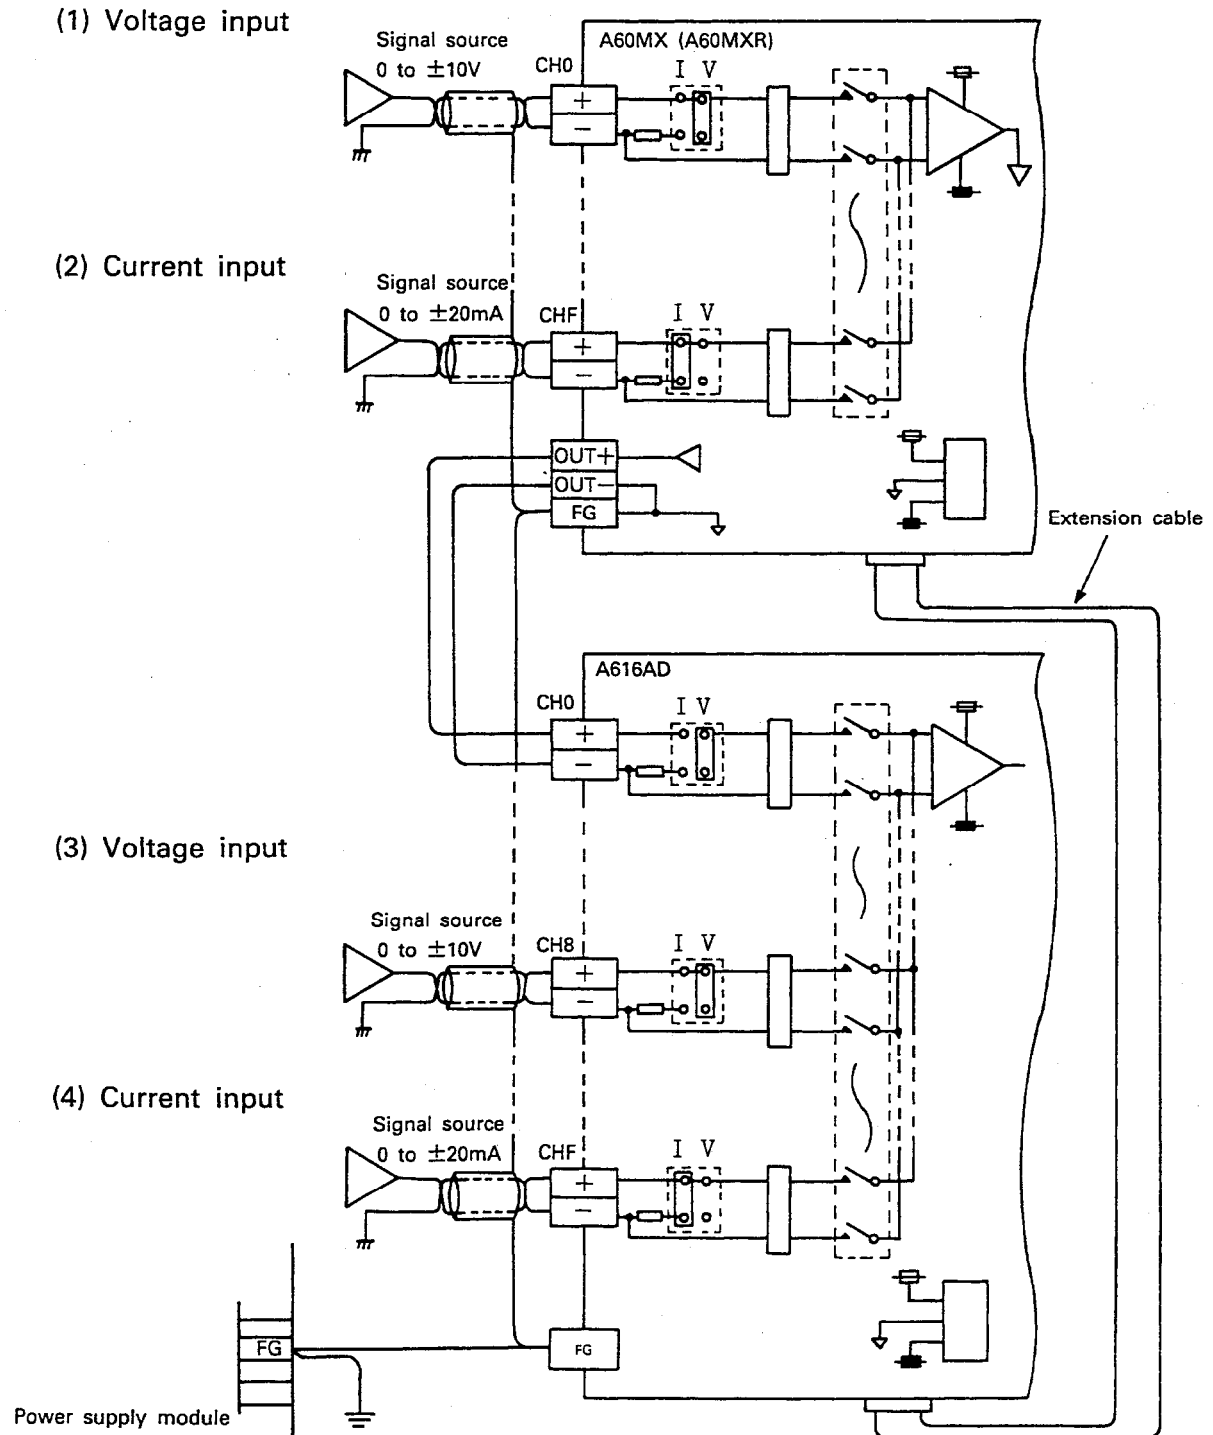 (1) Voltage input
Signal source
0 to ±10V
CH0
A60MX (A60MXR)
I V
+
−
(2) Current input
Signal source
0 to ±20mA
CHF
I V
+
−
OUT+
OUT−
FG
Extension cable
A616AD
CH0
I V
+
−
(3) Voltage input
Signal source
0 to ±10V
CH8
I V
+
−
(4) Current input
Signal source
0 to ±20mA
CHF
I V
+
−
FG
FG
Power supply module